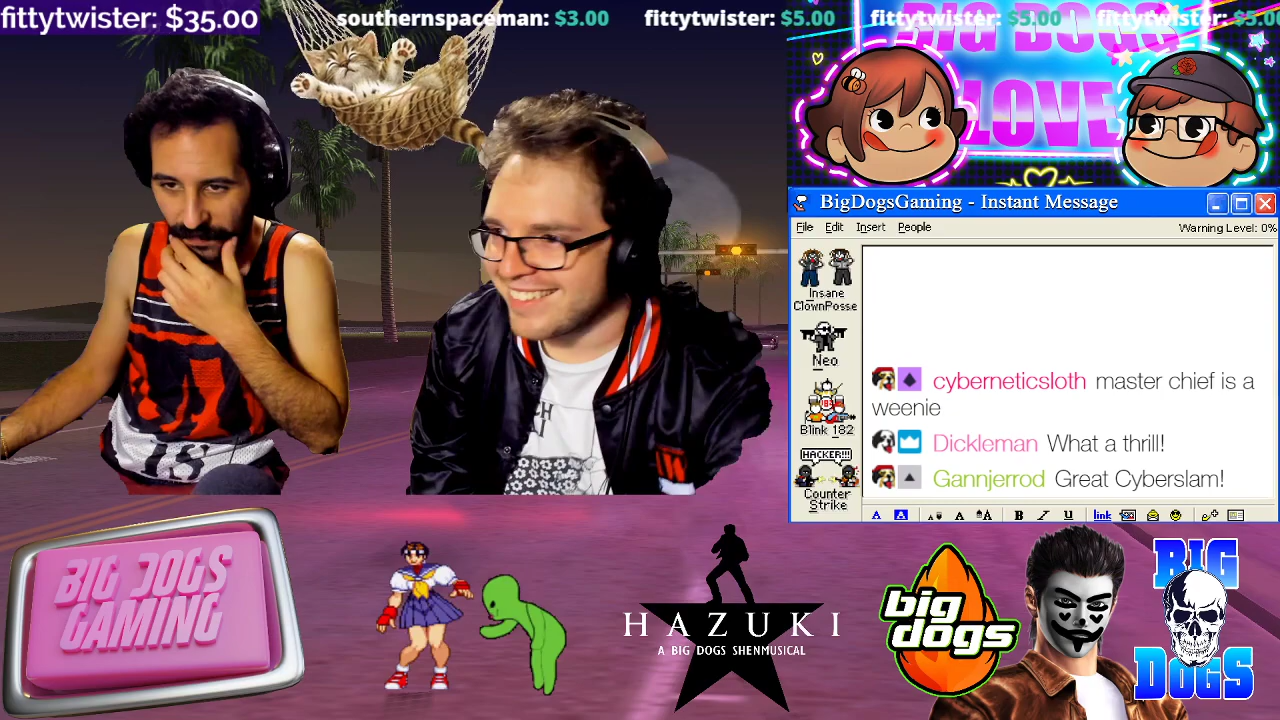 fittytwister: $35.00
southernspaceman: $3.00 fittytwister: $5.00 fittytwister: $5.00 fittytwister: $5.00
BIG DOGS
LOVE
BigDogsGaming - Instant Message
File Edit Insert People
Warning Level: 0%
Insane
ClownPosse
Neo
Blink 182
HACKER!!!
Counter
Strike
cyberneticsloth master chief is a
weenie
Dickleman What a thrill!
Gannjerrod Great Cyberslam!
A A A A A B I U link
BIG DOGS
GAMING
HAZUKI
A BIG DOGS SHENMUSICAL
big
dogs
BIG
DOGS